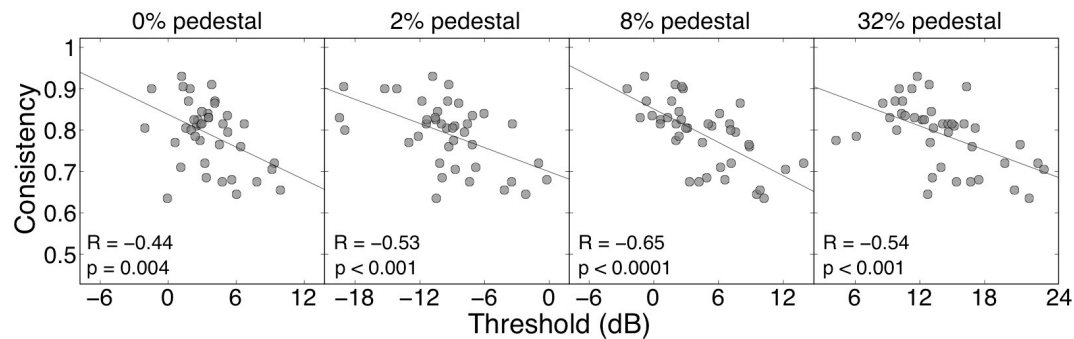 0% pedestal 2% pedestal 8% pedestal 32% pedestal
Consistency
1
0.9
0.8
0.7
0.6
0.5
R = −0.44
p = 0.004
R = −0.53
p < 0.001
R = −0.65
p < 0.0001
R = −0.54
p < 0.001
−6 0 6 12 −18 −12 −6 0 −6 0 6 12 6 12 18 24
Threshold (dB)